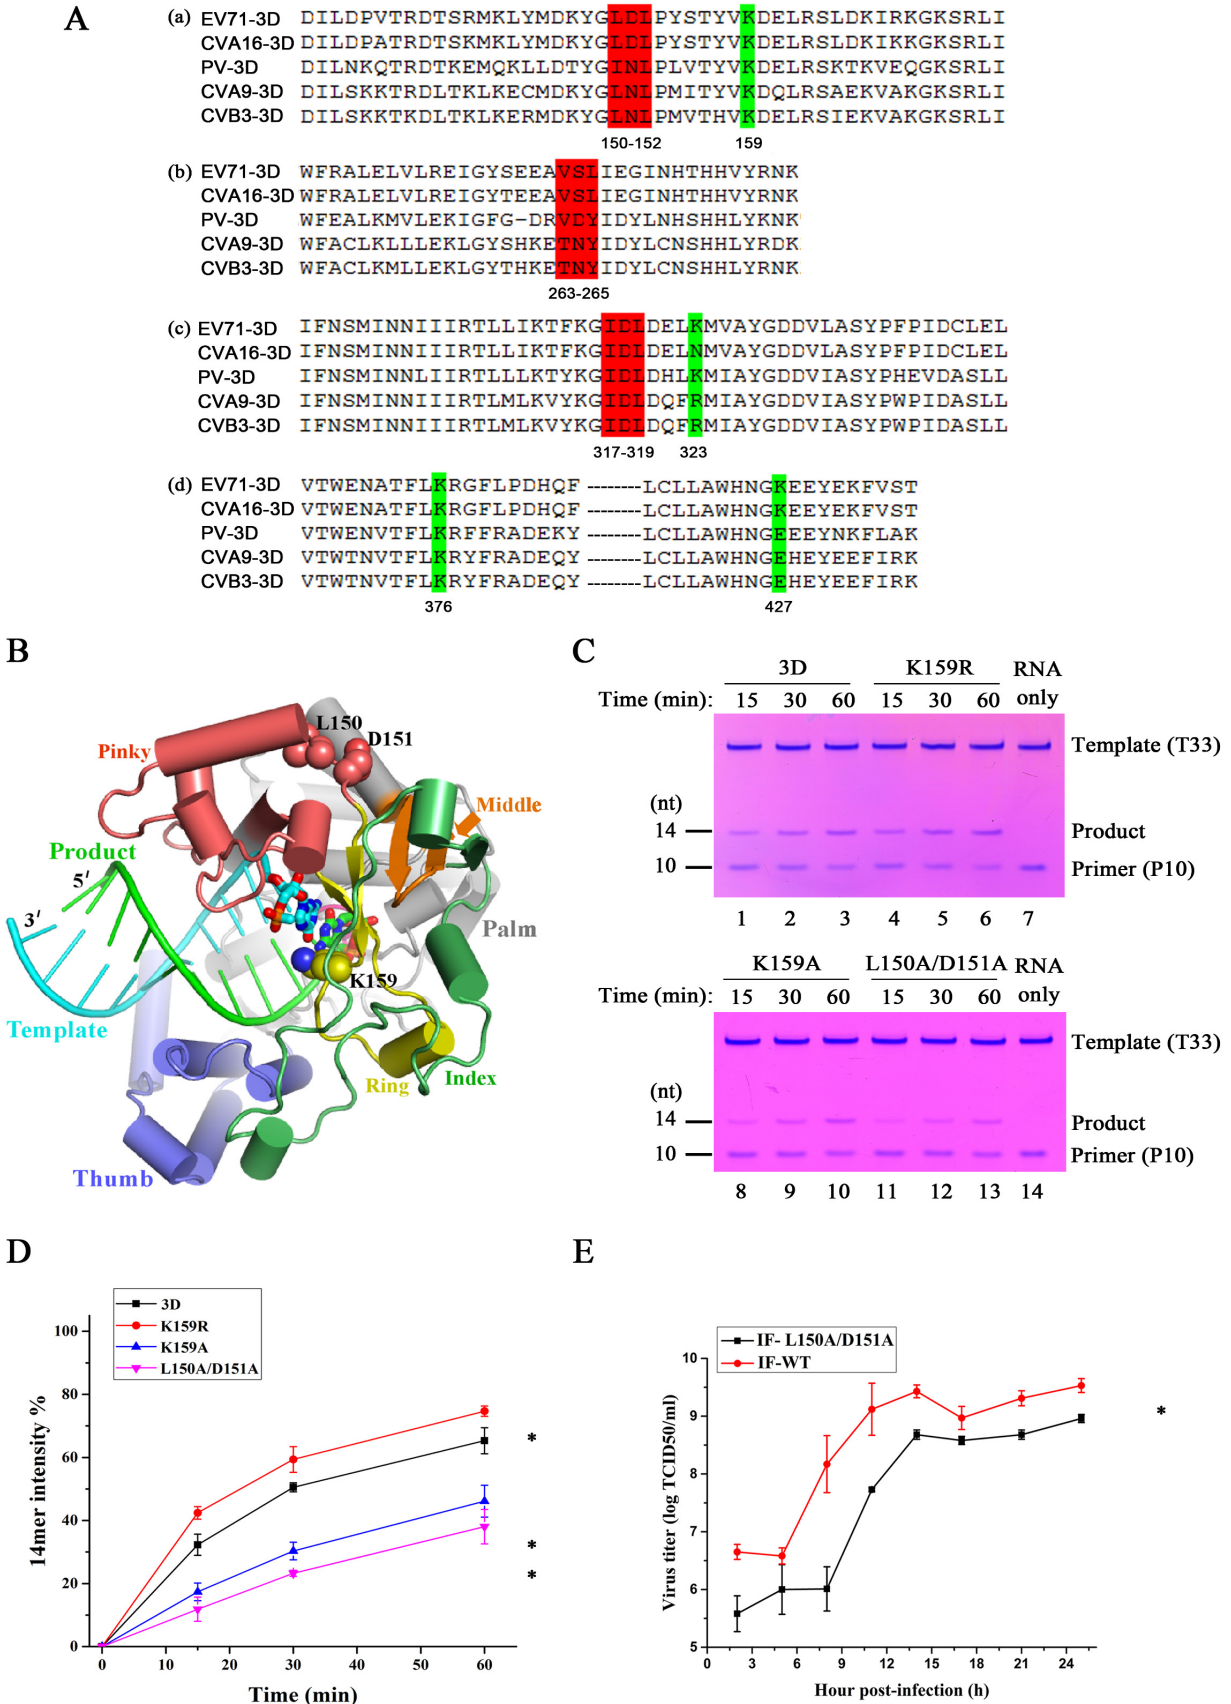 A
(a) EV71-3D DILDPVTRDTSRMKLYMDKYGLDLPYSTYVKDELRSLDKIRKGKSRLI
CVA16-3D DILDPATRDTSKMKLYMDKYGLDLPYSTYVKDELRSLDKIKKGKSRLI
PV-3D DILNKQTRDTKEMQKLLDTYGINLPLVTYVKDELRSKTKVEQGKSRLI
CVA9-3D DILSKKTRDLTKLKECMDKYGLNLPMITYVKDQLRSAEKVAKGKSRLI
CVB3-3D DILSKKTKDLTKLKERMDKYGLNLPMVTHVKDELRSIEKVAKGKSRLI
150-152 159
(b) EV71-3D WFRALELVLREIGYSEEAVSLIEGINHTHHVYRNK
CVA16-3D WFRALELVLREIGYTEEAVSLIEGINHTHHVYRNK
PV-3D WFEALKMVLEKIGFG-DRVDYIDYLNHSHHLYKNK
CVA9-3D WFACLKLLLEKLGYSHKETNYIDYLCNSHHLYRDK
CVB3-3D WFACLKMLLEKLGYTHKETNYIDYLCNSHHLYRNK
263-265
(c) EV71-3D IFNSMINNIIIRTLLIKTFKGIDLDELKMVAYGDDVLASYPFPIDCLEL
CVA16-3D IFNSMINNIIIRTLLIKTFKGIDLDELNMVAYGDDVLASYPFPIDCLEL
PV-3D IFNSMINNLIIRTLLLKTYKGIDLDHLKMIAYGDDVIASYPHEVDASLL
CVA9-3D IFNSMINNIIIRTLMLKVYKGIDLDQFRMIAYGDDVIASYPWPIDASLL
CVB3-3D IFNSMINNIIIRTLMLKVYKGIDLDQFRMIAYGDDVIASYPWPIDASLL
317-319 323
(d) EV71-3D VTWENATFLKRGFLPDHQF --------LCLLAWHNGKEEYEKFVST
CVA16-3D VTWENATFLKRGFLPDHQF --------LCLLAWHNGKEEYEKFVST
PV-3D VTWENVTFLKRFFRADEKY --------LCLLAWHNGEEEYNKFLAK
CVA9-3D VTWTNVTFLKRYFRADEQY --------LCLLAWHNGEHEYEEFIRK
CVB3-3D VTWTNVTFLKRYFRADEQY --------LCLLAWHNGEHEYEEFIRK
376 427
B
L150
D151
Pinky
Middle
Product
5′
3′
Palm
K159
Template
Ring
Index
Thumb
C
3D K159R RNA only
Time (min): 15 30 60 15 30 60
Template (T33)
(nt)
14 Product
10 Primer (P10)
1 2 3 4 5 6 7
K159A L150A/D151A RNA only
Time (min): 15 30 60 15 30 60
Template (T33)
(nt)
14 Product
10 Primer (P10)
8 9 10 11 12 13 14
D
3D
K159R
K159A
L150A/D151A
14mer intensity %
100
80
60
40
20
0
*
*
*
0 10 20 30 40 50 60
Time (min)
E
IF- L150A/D151A
IF-WT
Virus titer (log TCID50/ml)
10
9
8
7
6
5
*
0 3 6 9 12 15 18 21 24
Hour post-infection (h)